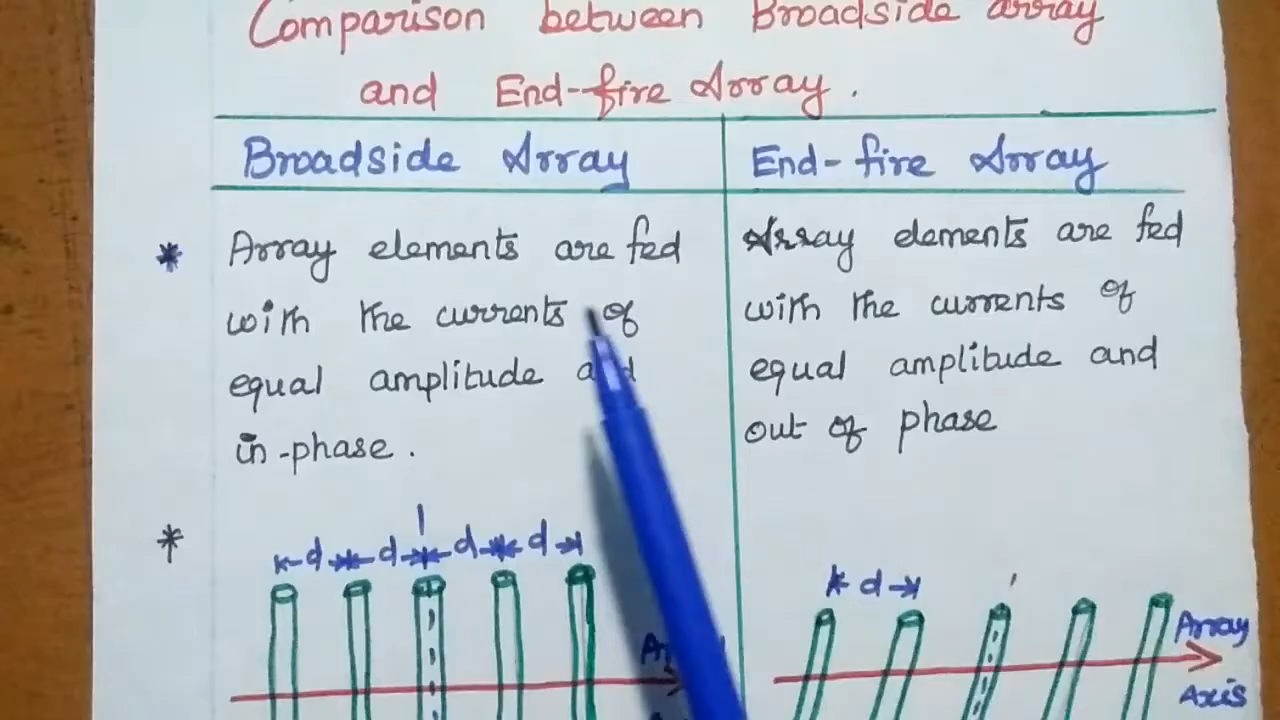 Comparison between Broadside array
and End-fire Array.
Broadside Array
Array elements are fed
with the currents of
equal amplitude and
in-phase.
d d d d
End-fire Array
Array elements are fed
with the currents of
equal amplitude and
out of phase
d
Array
Axis